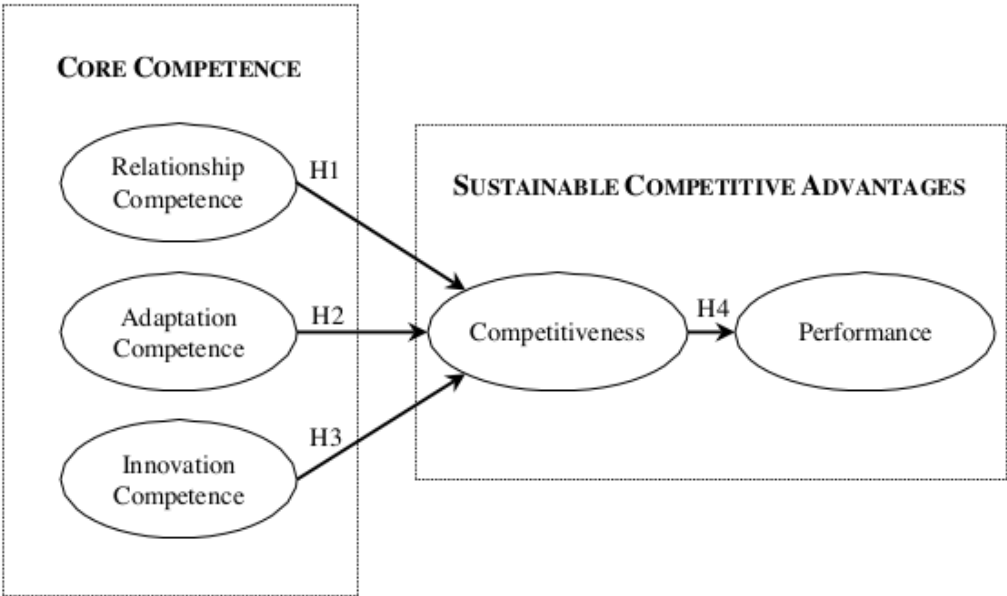 CORE COMPETENCE
Relationship
Competence
H1
Adaptation
Competence
H2
Innovation
Competence
H3
SUSTAINABLE COMPETITIVE ADVANTAGES
Competitiveness
H4
Performance